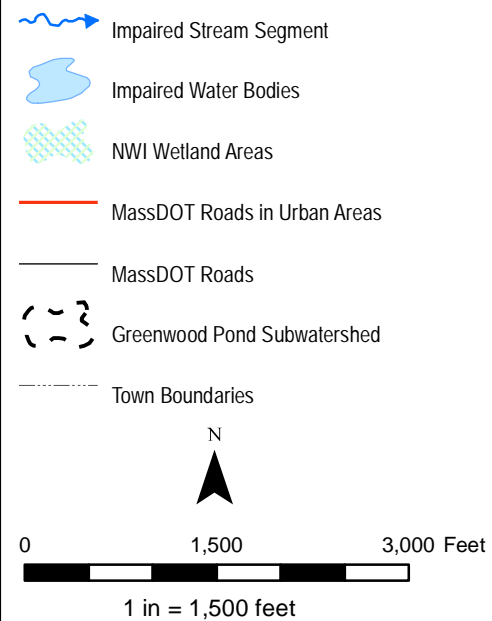 Impaired Stream Segment
Impaired Water Bodies
NWI Wetland Areas
MassDOT Roads in Urban Areas
MassDOT Roads
Greenwood Pond Subwatershed
Town Boundaries
N
0 1,500 3,000 Feet
1 in = 1,500 feet